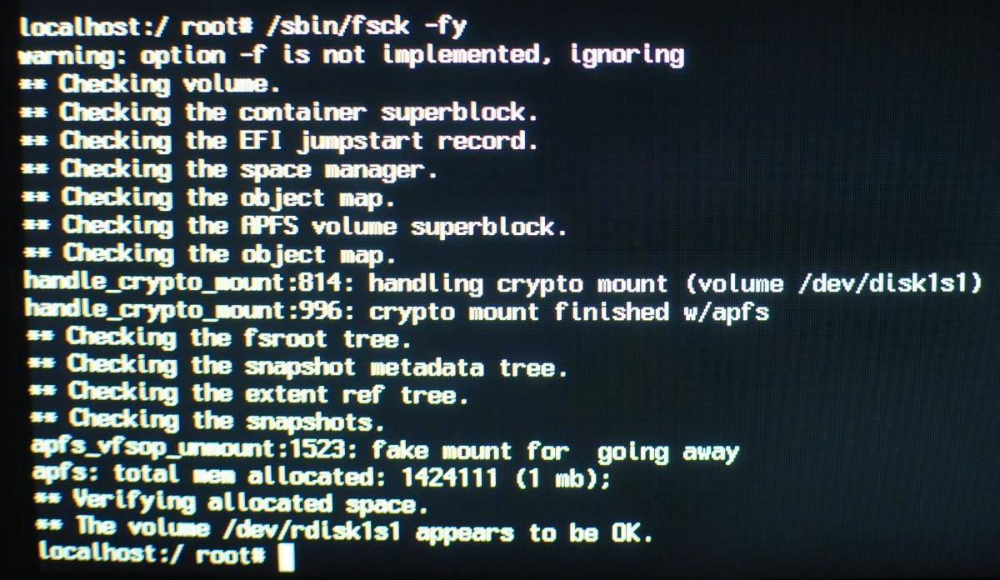 localhost:/ root# /sbin/fsck -fy
warning: option -f is not implemented, ignoring
** Checking volume.
** Checking the container superblock.
** Checking the EFI jumpstart record.
** Checking the space manager.
** Checking the object map.
** Checking the APFS volume superblock.
** Checking the object map.
handle_crypto_mount:814: handling crypto mount (volume /dev/disk1s1)
handle_crypto_mount:996: crypto mount finished w/apfs
** Checking the fsroot tree.
** Checking the snapshot metadata tree.
** Checking the extent ref tree.
** Checking the snapshots.
apfs_vfsop_unmount:1523: fake mount for  going away
apfs: total mem allocated: 1424111 (1 mb);
** Verifying allocated space.
** The volume /dev/rdisk1s1 appears to be OK.
localhost:/ root#